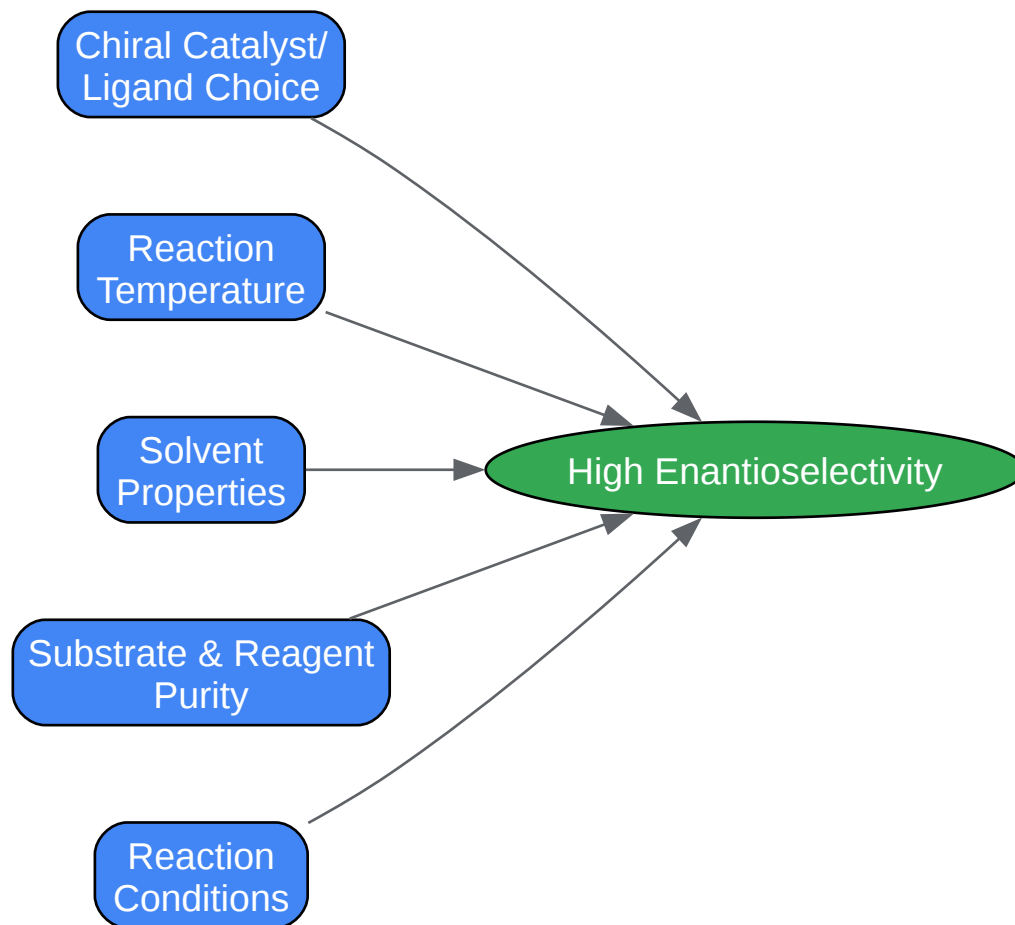 Chiral Catalyst/
Ligand Choice
Reaction
Temperature
Solvent
Properties
High Enantioselectivity
Substrate & Reagent
Purity
Reaction
Conditions